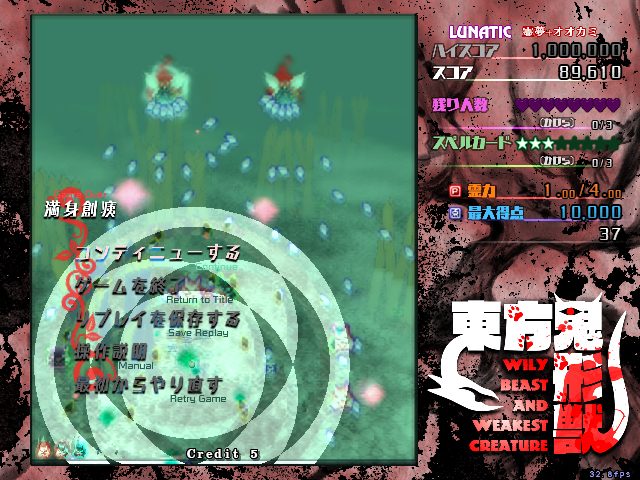 LUNATIC 霊夢+オオカミ
ハイスコア 1,000,000
スコア 89,610
残り人数
(かけら) 0/3
スペルカード ★★★★★★★★★
(かけら) 0/3
P 霊力 1.00/4.00
最大得点 10,000
37
満身創痍
コンティニューする
Continue
ゲームを終了
Return to Title
リプレイを保存する
Save Replay
操作説明
Manual
最初からやり直す
Retry Game
Credit 5
東方鬼形獣
WILY
BEAST
AND
WEAKEST
CREATURE
32.8fps